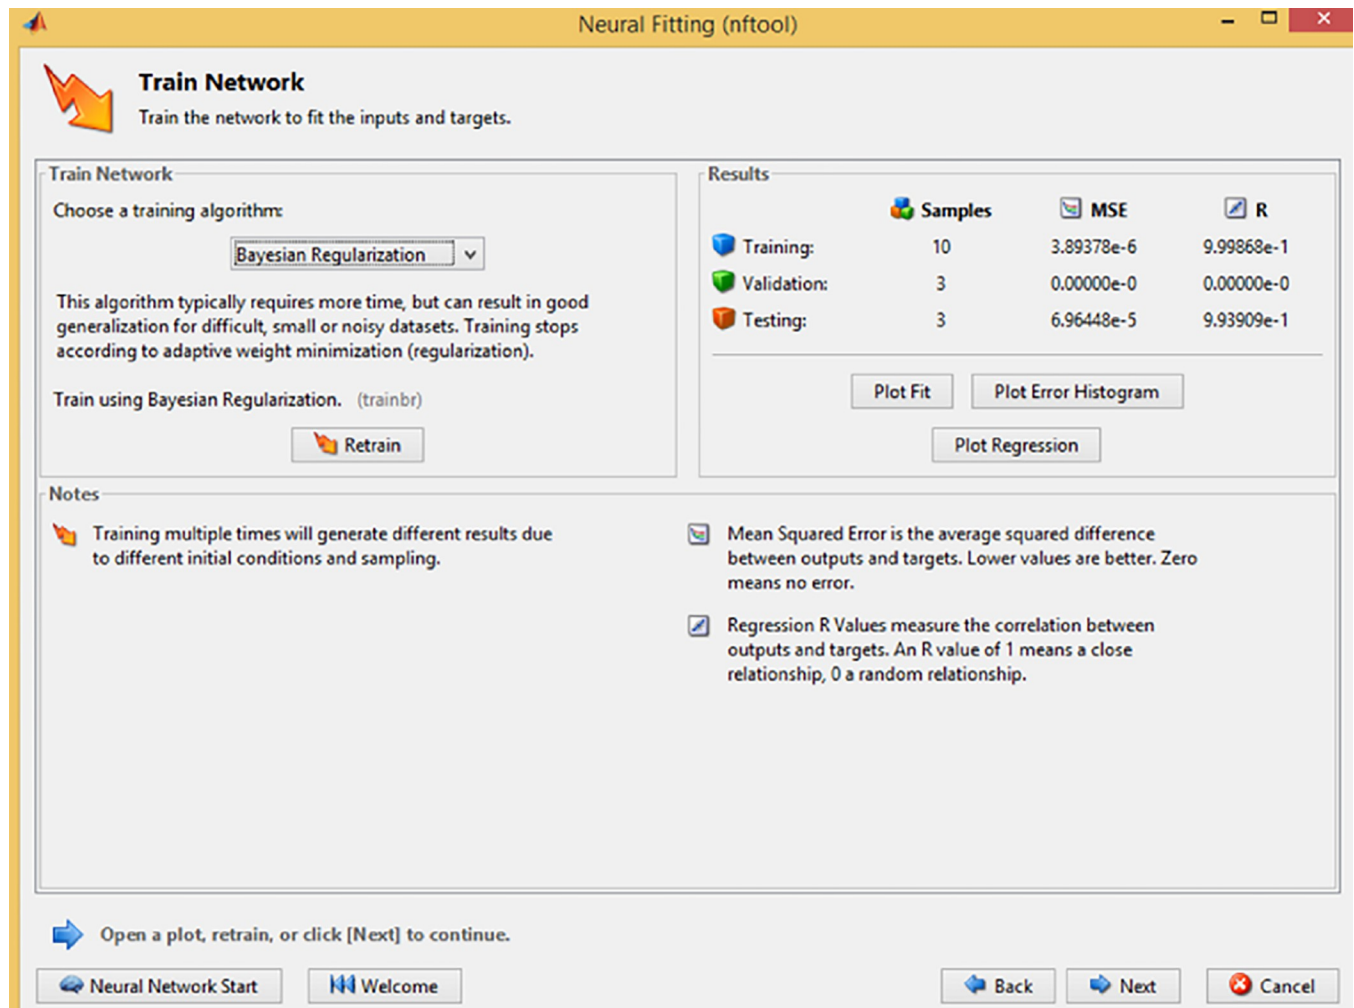 Neural Fitting (nftool)
Train Network
Train the network to fit the inputs and targets.
Train Network
Choose a training algorithm:
Bayesian Regularization
This algorithm typically requires more time, but can result in good
generalization for difficult, small or noisy datasets. Training stops
according to adaptive weight minimization (regularization).
Train using Bayesian Regularization. (trainbr)
Retrain
Results
Samples MSE R
Training: 10 3.89378e-6 9.99868e-1
Validation: 3 0.00000e-0 0.00000e-0
Testing: 3 6.96448e-5 9.93909e-1
Plot Fit Plot Error Histogram
Plot Regression
Notes
Training multiple times will generate different results due
to different initial conditions and sampling.
Mean Squared Error is the average squared difference
between outputs and targets. Lower values are better. Zero
means no error.
Regression R Values measure the correlation between
outputs and targets. An R value of 1 means a close
relationship, 0 a random relationship.
Open a plot, retrain, or click [Next] to continue.
Neural Network Start Welcome Back Next Cancel